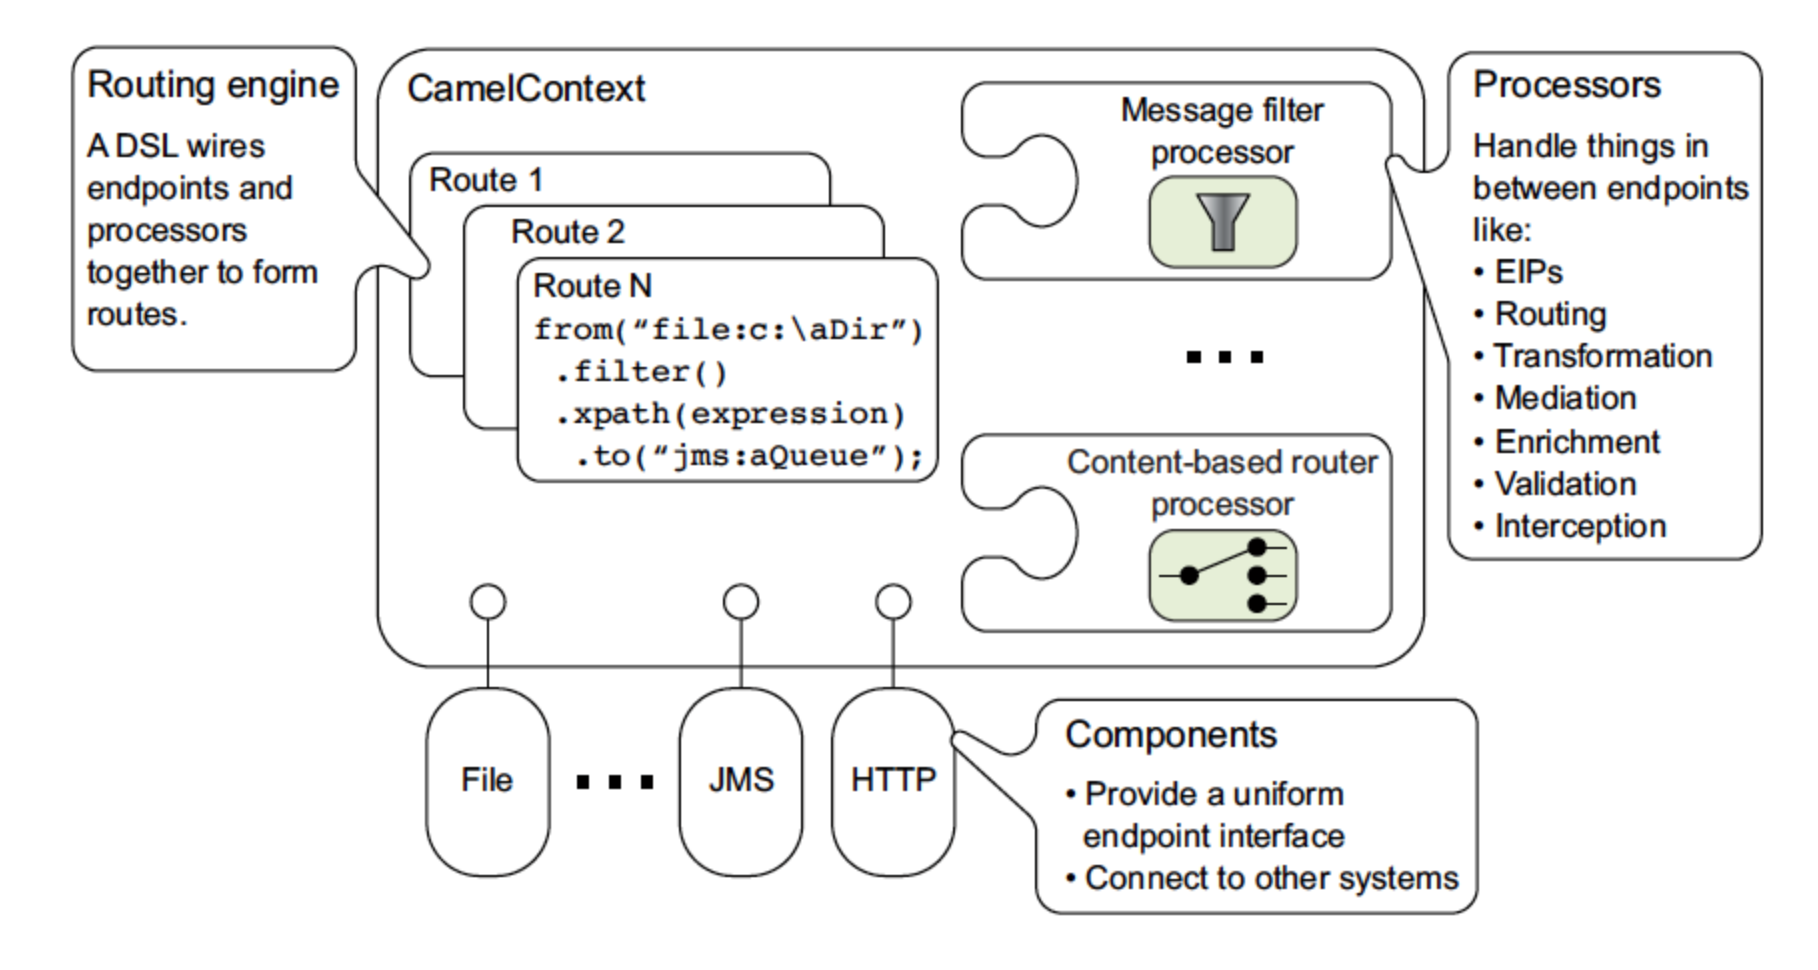 Routing engine
A DSL wires
endpoints and
processors
together to form
routes.
CamelContext
Route 1
Route 2
Route N
from(“file:c:\aDir”)
.filter()
.xpath(expression)
.to(“jms:aQueue”);
Message filter
processor
Content-based router
processor
Processors
Handle things in
between endpoints
like:
• EIPs
• Routing
• Transformation
• Mediation
• Enrichment
• Validation
• Interception
File
JMS
HTTP
Components
• Provide a uniform
endpoint interface
• Connect to other systems